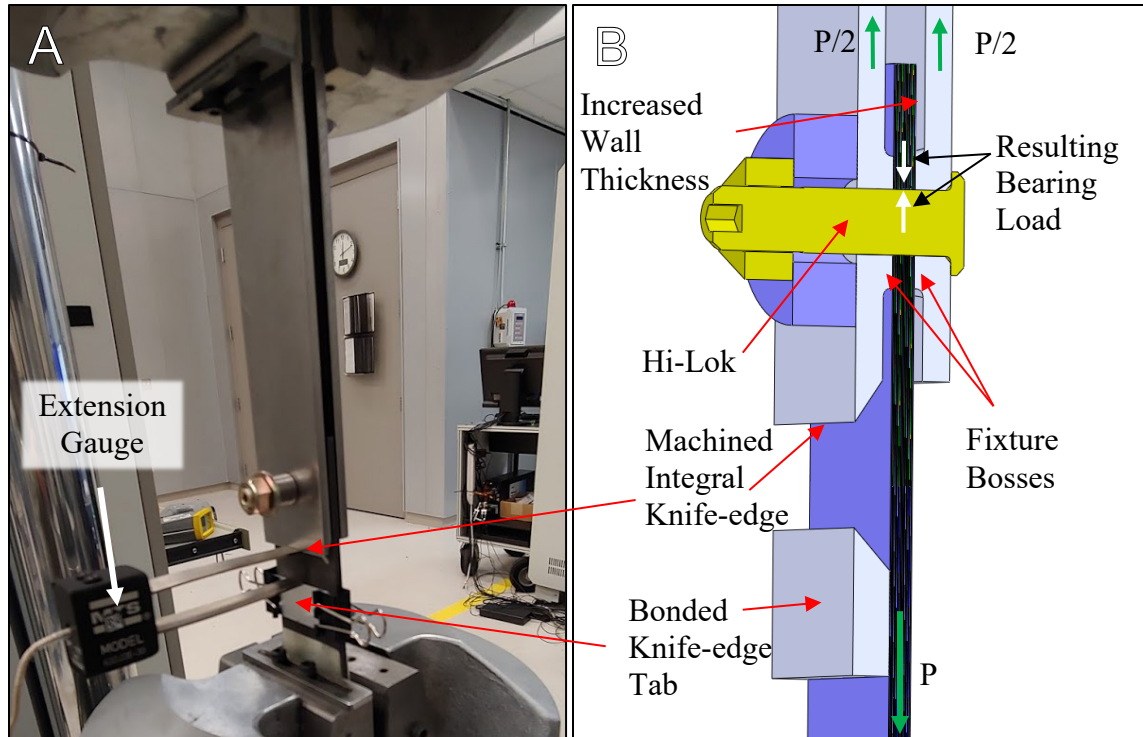 A
Extension
Gauge
MTS
MODEL
B
P/2
P/2
Increased
Wall
Thickness
Resulting
Bearing
Load
Hi-Lok
Machined
Integral
Knife-edge
Fixture
Bosses
Bonded
Knife-edge
Tab
P